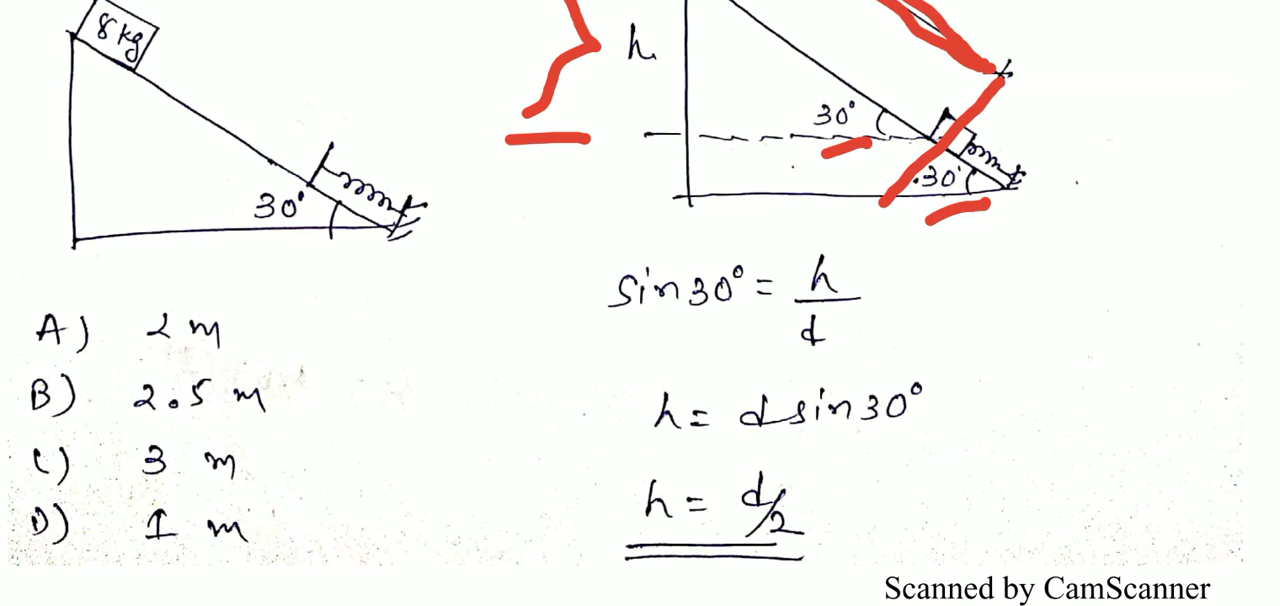 8 kg
30°
A) 2 m
B) 2.5 m
C) 3 m
D) 1 m
h
30°
30°
sin 30° = h/d
h = d sin 30°
h = d/2
Scanned by CamScanner